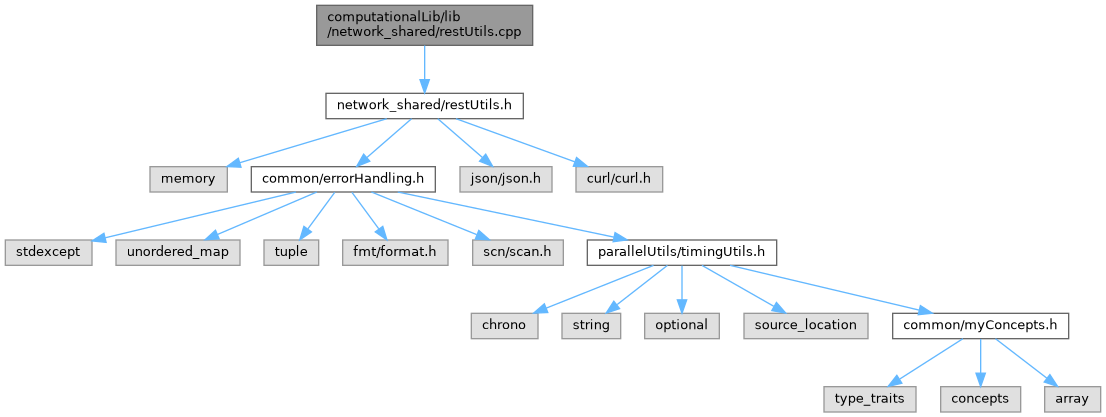 computationalLib/lib
/network_shared/restUtils.cpp
network_shared/restUtils.h
memory
common/errorHandling.h
json/json.h
curl/curl.h
stdexcept
unordered_map
tuple
fmt/format.h
scn/scan.h
parallelUtils/timingUtils.h
chrono
string
optional
source_location
common/myConcepts.h
type_traits
concepts
array